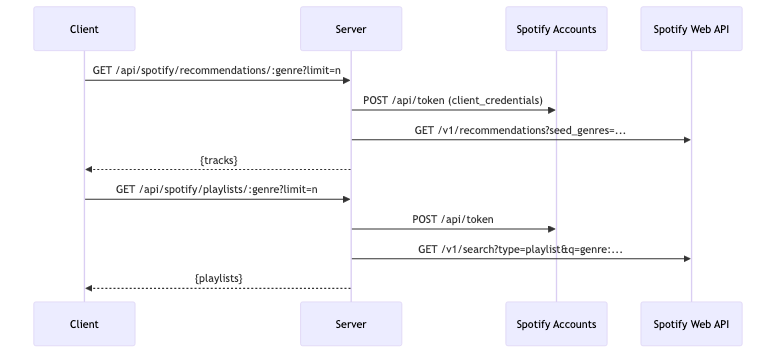 Client Server Spotify Accounts Spotify Web API
GET /api/spotify/recommendations/:genre?limit=n
POST /api/token (client_credentials)
GET /v1/recommendations?seed_genres=...
{tracks}
GET /api/spotify/playlists/:genre?limit=n
POST /api/token
GET /v1/search?type=playlist&q=genre:...
{playlists}
Client Server Spotify Accounts Spotify Web API